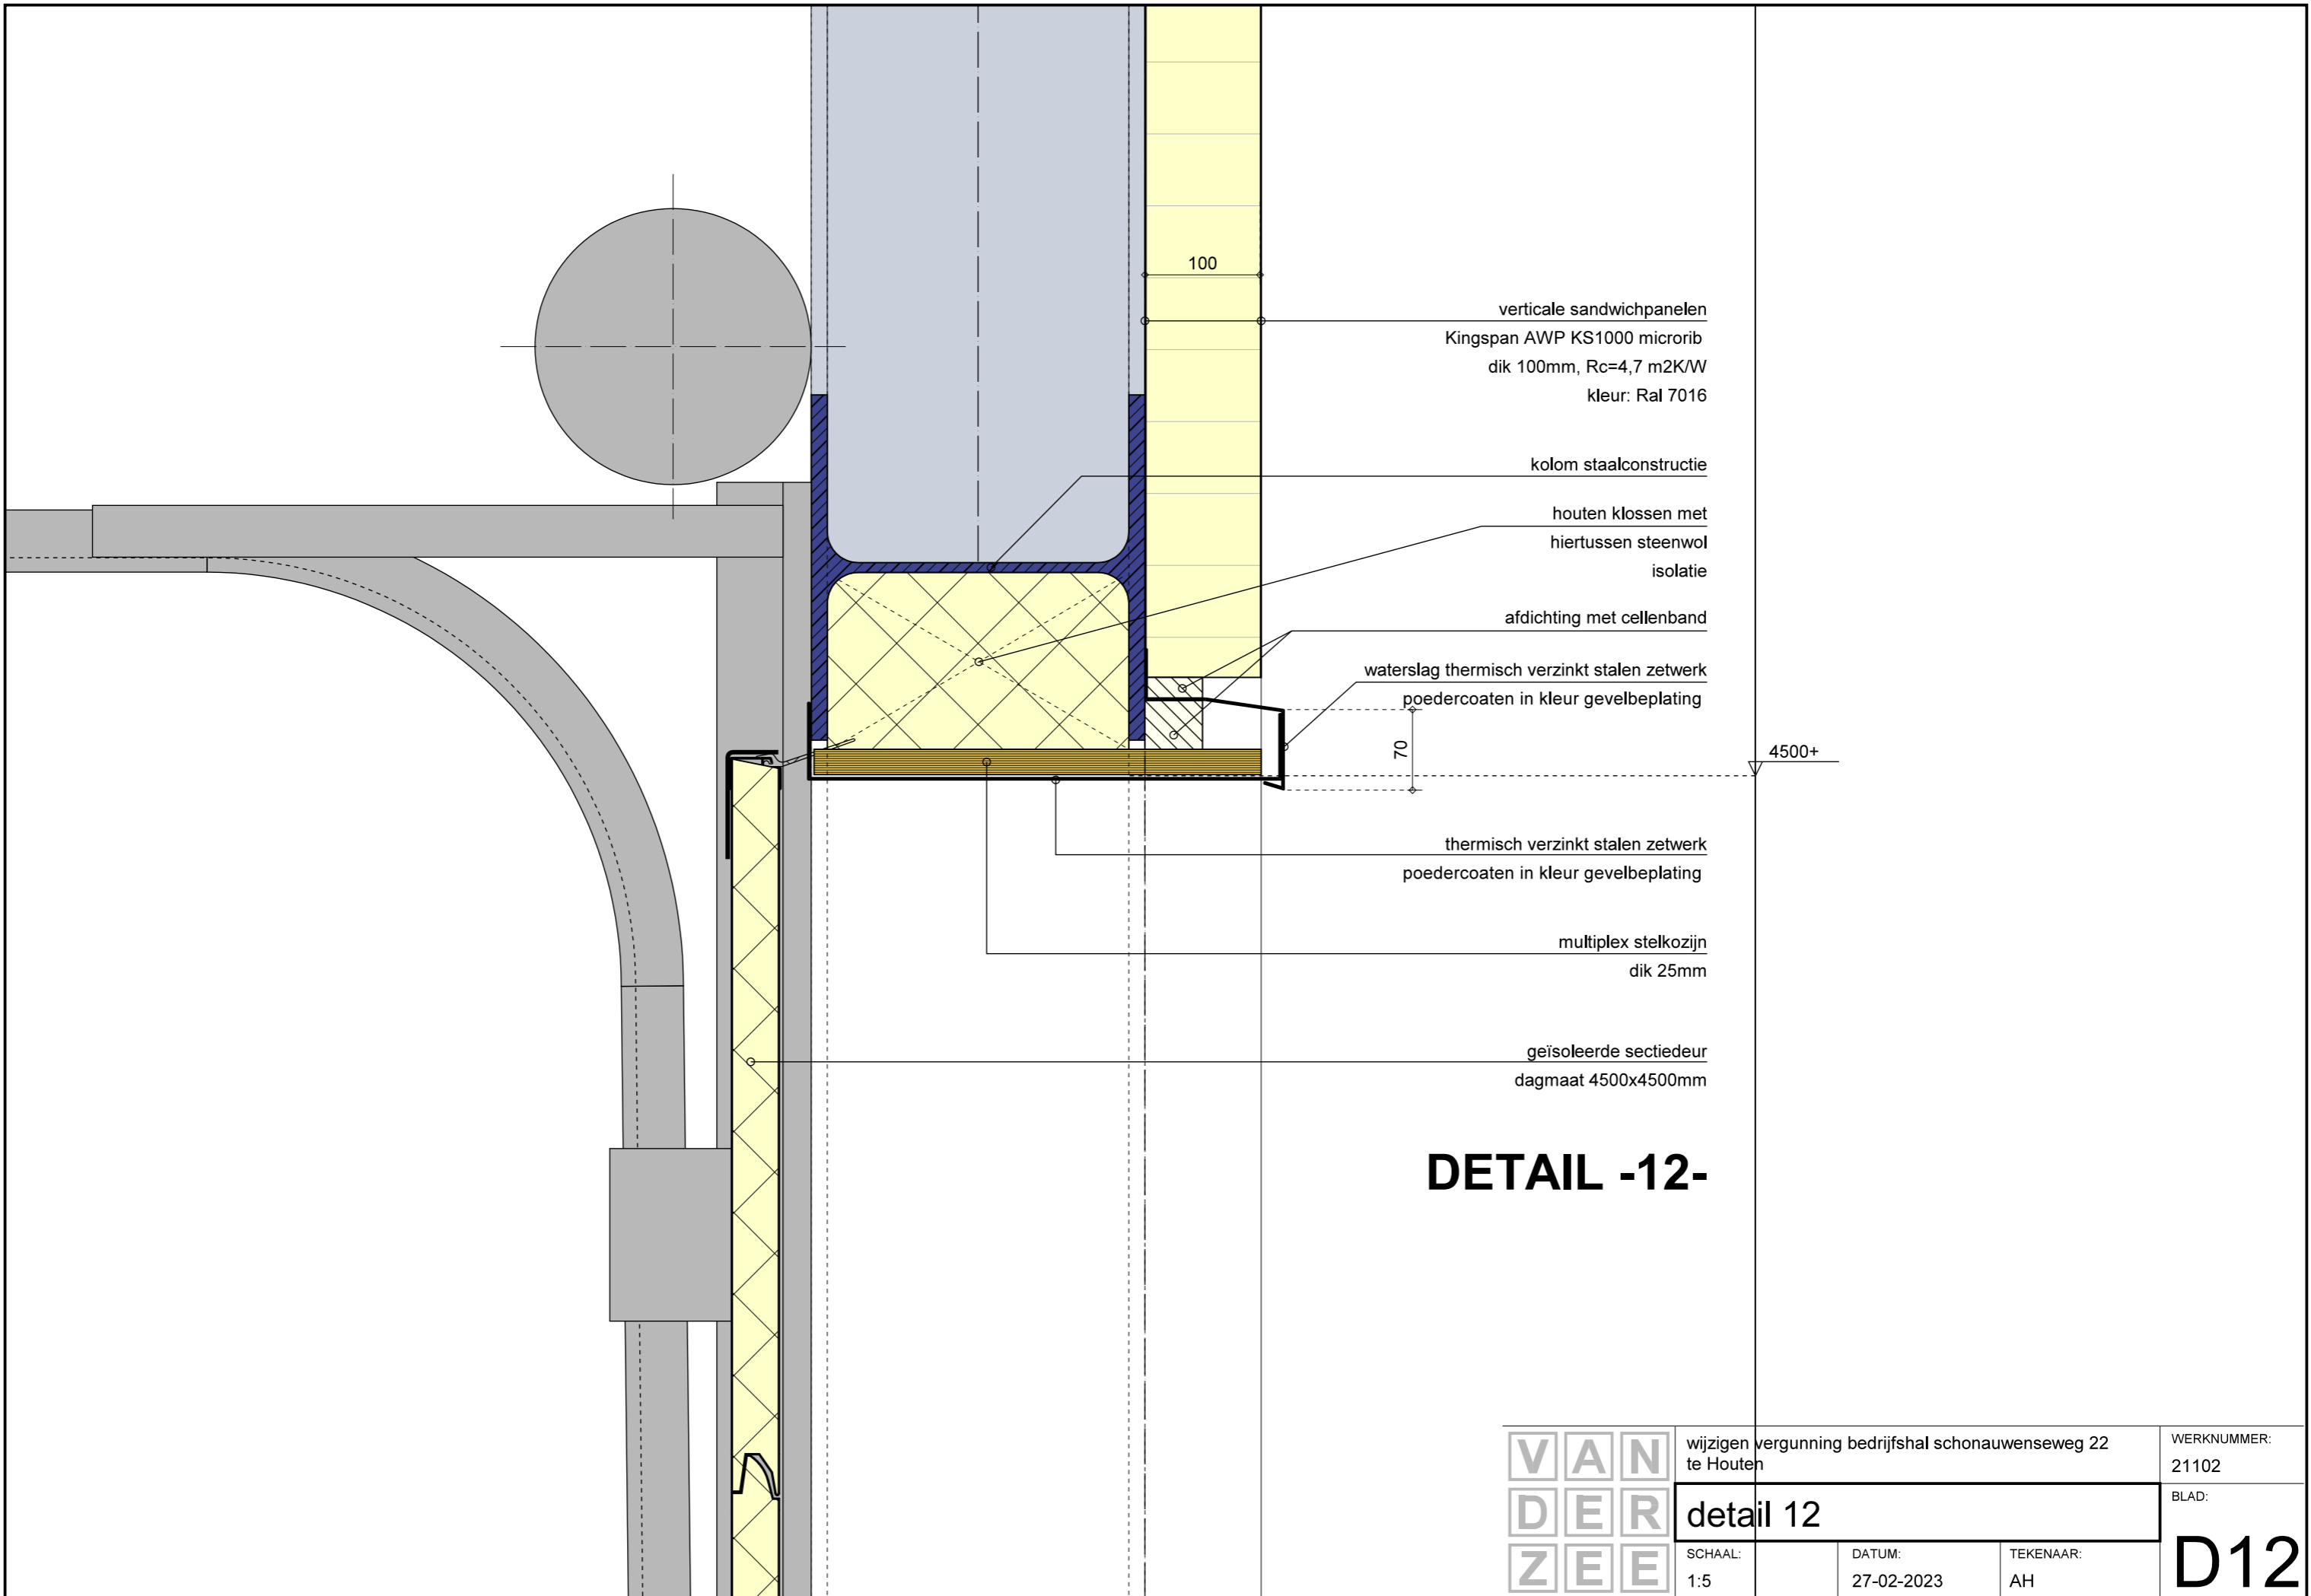 100
verticale sandwichpanelen
Kingspan AWP KS1000 microrib
dik 100mm, Rc=4,7 m2K/W
kleur: Ral 7016
kolom staalconstructie
houten klossen met
hiertussen steenwol
isolatie
afdichting met cellenband
waterslag thermisch verzinkt stalen zetwerk
poedercoaten in kleur gevelbeplating
70
4500+
thermisch verzinkt stalen zetwerk
poedercoaten in kleur gevelbeplating
multiplex stelkozijn
dik 25mm
geïsoleerde sectiedeur
dagmaat 4500x4500mm
DETAIL -12-
VAN
DER
ZEE
wijzigen vergunning bedrijfshal schonauwenseweg 22
te Houten
WERKNUMMER:
21102
detail 12
BLAD:
D12
SCHAAL:
1:5
DATUM:
27-02-2023
TEKENAAR:
AH